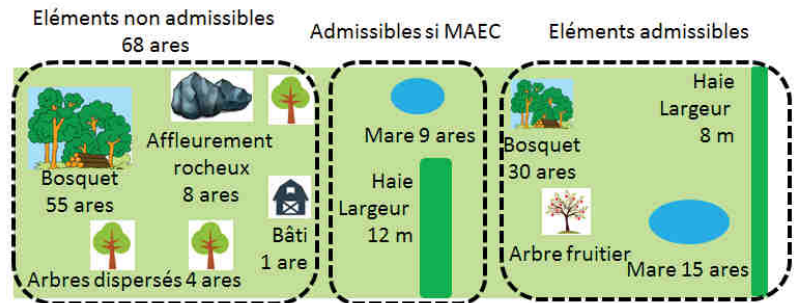 Eléments non admissibles
68 ares
Admissibles si MAEC
Eléments admissibles
Bosquet
55 ares
Affleurement
rocheux
8 ares
Bâti
1 are
Arbres dispersés 4 ares
Mare 9 ares
Haie
Largeur
12 m
Bosquet
30 ares
Haie
Largeur
8 m
Arbre fruitier
Mare 15 ares